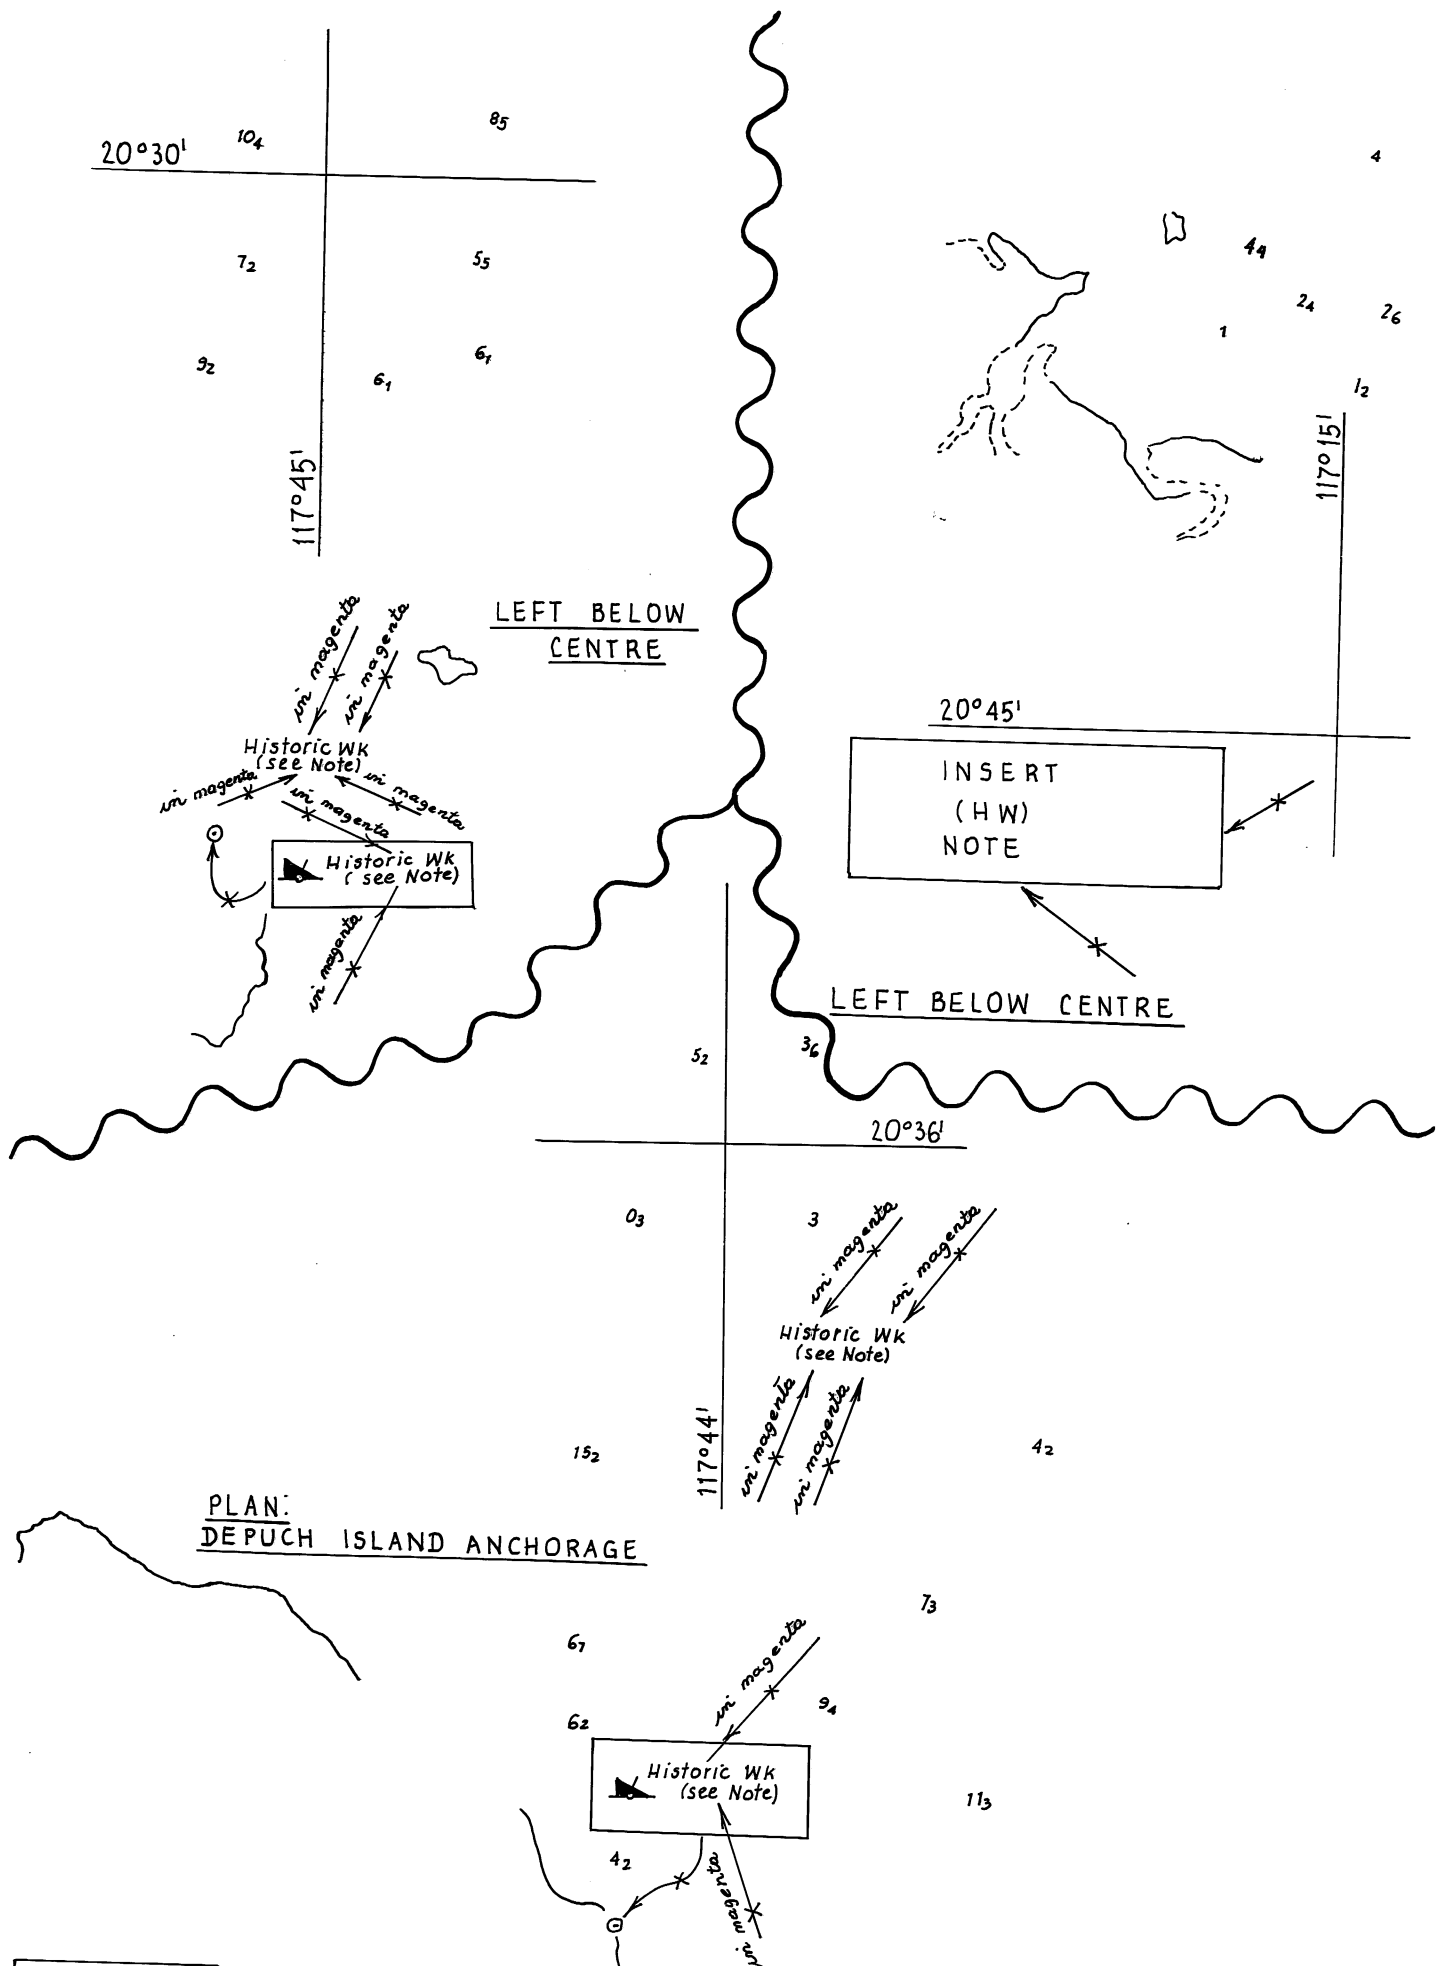 10₄
8₅
20°30'
7₂
5₅
9₂
6₁
6₁
117°45'
LEFT BELOW
CENTRE
in magenta
in magenta
Historic Wk
(see Note)
in magenta
in magenta
in magenta
Historic Wk
(see Note)
in magenta
4
4₄
2₄
2₆
1
1₂
117°15'
20°45'
INSERT
(HW)
NOTE
LEFT BELOW CENTRE
5₂
3₆
20°36'
0₃
3
in magenta
in magenta
Historic Wk
(see Note)
in magenta
in magenta
117°44'
15₂
4₂
PLAN:
DEPUCH ISLAND ANCHORAGE
7₃
6₇
in magenta
9₄
6₂
Historic Wk
(see Note)
11₃
4₂
in magenta